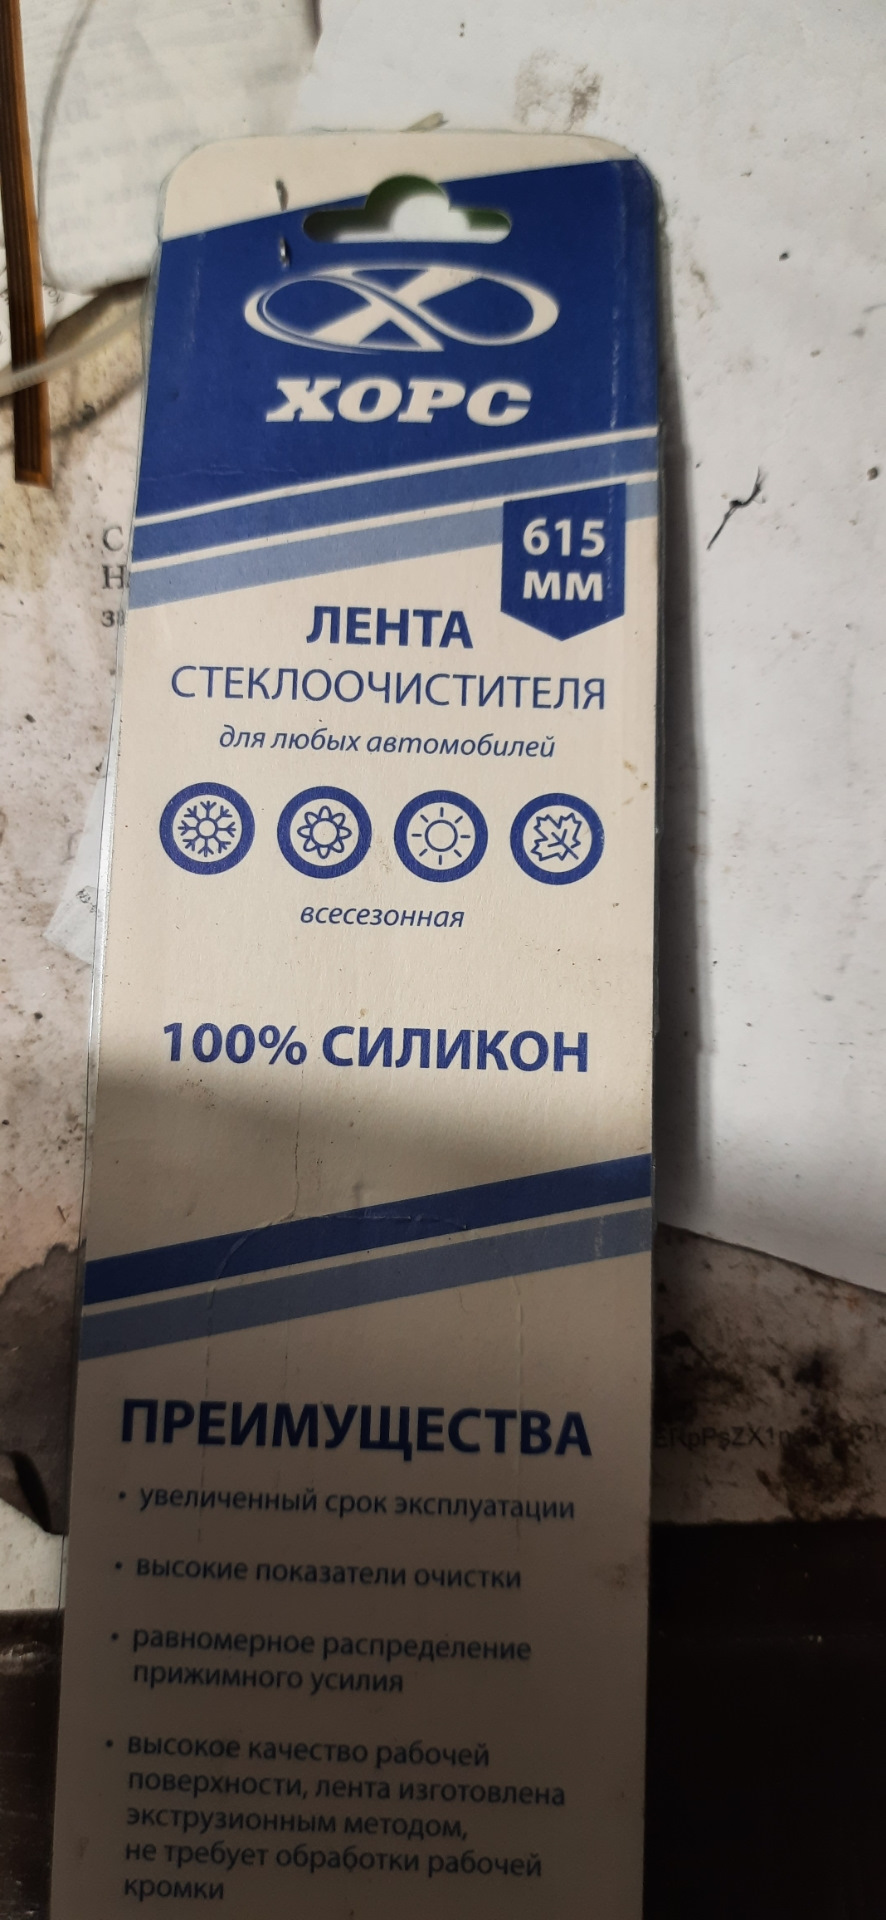 ХОРС
615
ММ
ЛЕНТА
СТЕКЛООЧИСТИТЕЛЯ
для любых автомобилей
всесезонная
100% СИЛИКОН
ПРЕИМУЩЕСТВА
• увеличенный срок эксплуатации
• высокие показатели очистки
• равномерное распределение
прижимного усилия
• высокое качество рабочей
поверхности, лента изготовлена
экструзионным методом,
не требует обработки рабочей
кромки